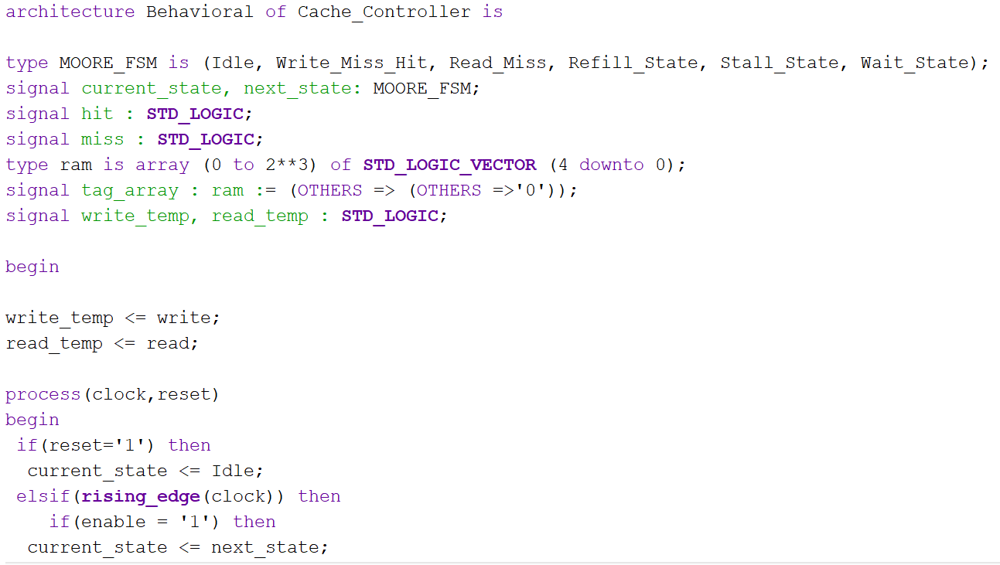 architecture Behavioral of Cache_Controller is
type MOORE_FSM is (Idle, Write_Miss_Hit, Read_Miss, Refill_State, Stall_State, Wait_State);
signal current_state, next_state: MOORE_FSM;
signal hit : STD_LOGIC;
signal miss : STD_LOGIC;
type ram is array (0 to 2**3) of STD_LOGIC_VECTOR (4 downto 0);
signal tag_array : ram := (OTHERS => (OTHERS =>'0'));
signal write_temp, read_temp : STD_LOGIC;
begin
write_temp <= write;
read_temp <= read;
process(clock,reset)
begin
if(reset='1') then
current_state <= Idle;
elsif(rising_edge(clock)) then
if(enable = '1') then
current_state <= next_state;